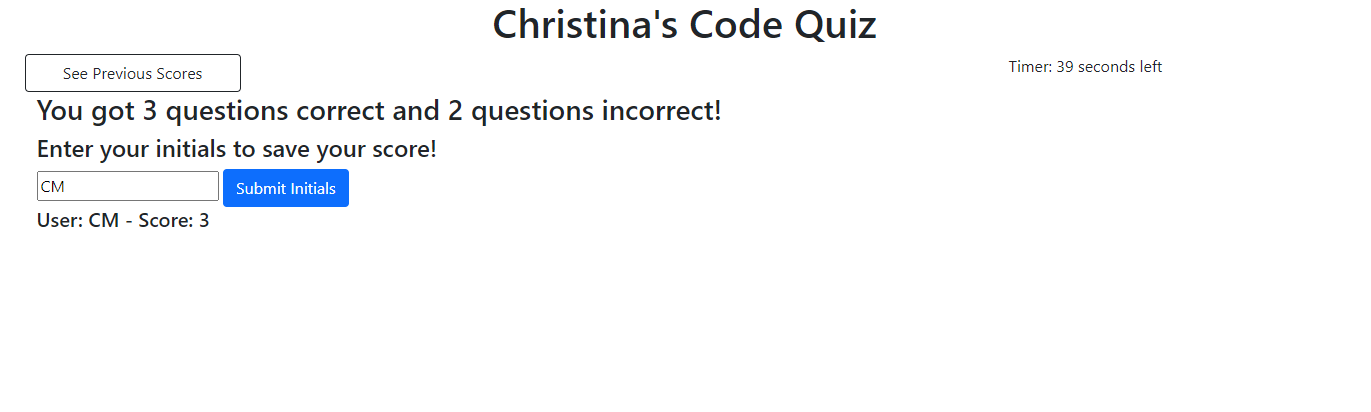 Christina's Code Quiz
See Previous Scores
Timer: 39 seconds left
You got 3 questions correct and 2 questions incorrect!
Enter your initials to save your score!
CM
Submit Initials
User: CM - Score: 3